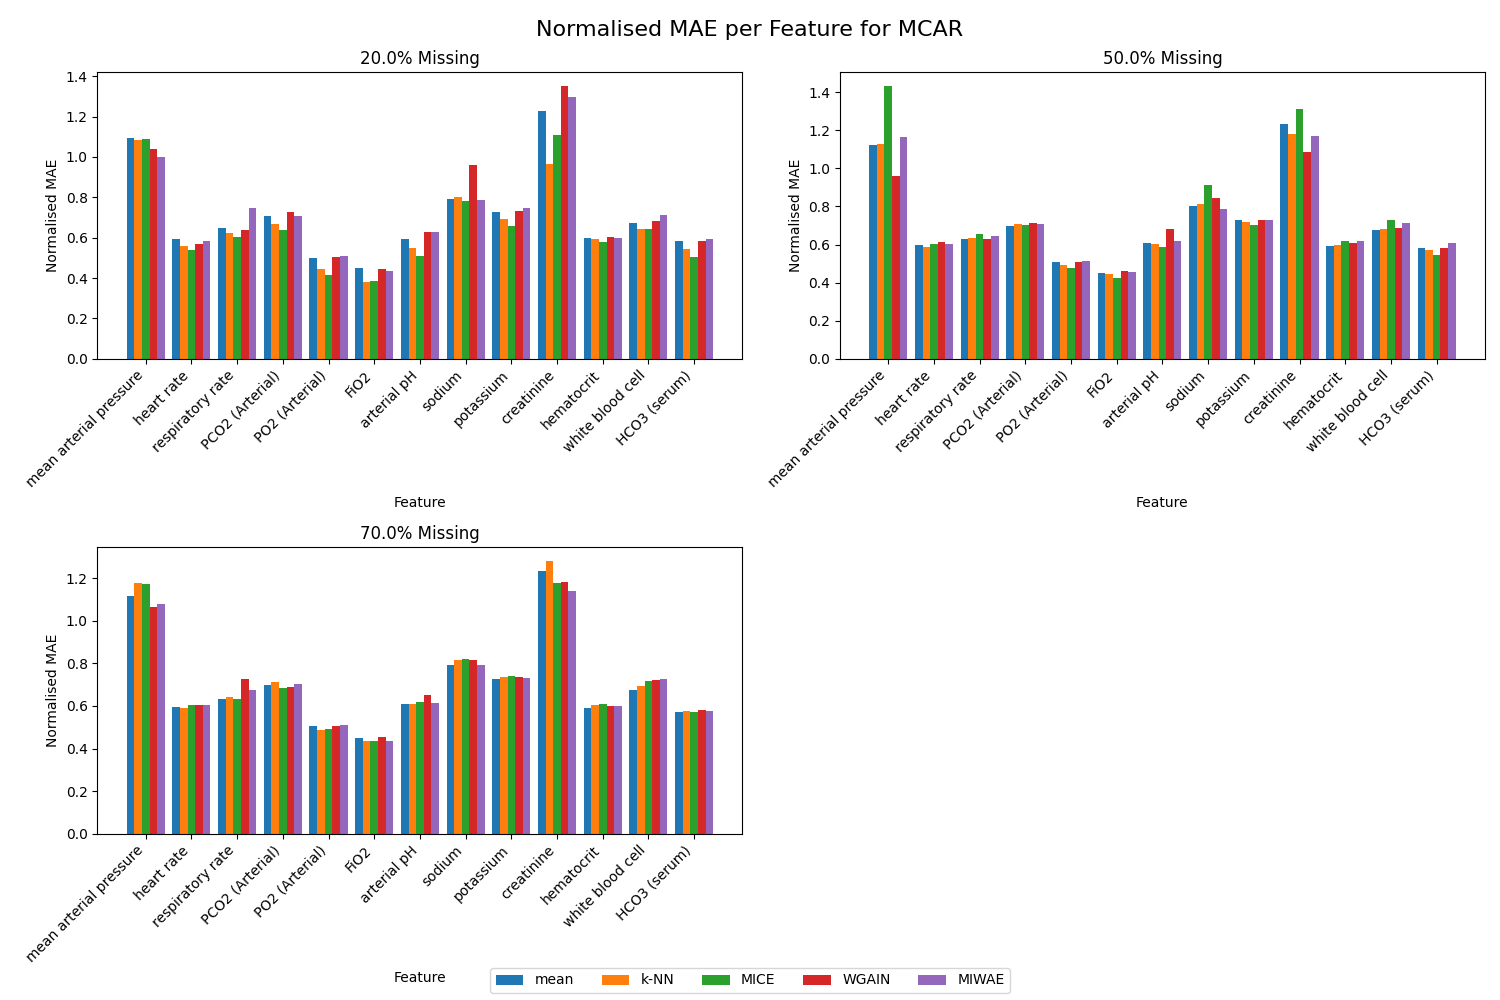 Normalised MAE per Feature for MCAR
20.0% Missing
Normalised MAE
0.0
0.2
0.4
0.6
0.8
1.0
1.2
1.4
mean arterial pressure
heart rate
respiratory rate
PCO2 (Arterial)
PO2 (Arterial)
FiO2
arterial pH
sodium
potassium
creatinine
hematocrit
white blood cell
HCO3 (serum)
Feature
50.0% Missing
Normalised MAE
0.0
0.2
0.4
0.6
0.8
1.0
1.2
1.4
mean arterial pressure
heart rate
respiratory rate
PCO2 (Arterial)
PO2 (Arterial)
FiO2
arterial pH
sodium
potassium
creatinine
hematocrit
white blood cell
HCO3 (serum)
Feature
70.0% Missing
Normalised MAE
0.0
0.2
0.4
0.6
0.8
1.0
1.2
mean arterial pressure
heart rate
respiratory rate
PCO2 (Arterial)
PO2 (Arterial)
FiO2
arterial pH
sodium
potassium
creatinine
hematocrit
white blood cell
HCO3 (serum)
Feature
mean k-NN MICE WGAIN MIWAE